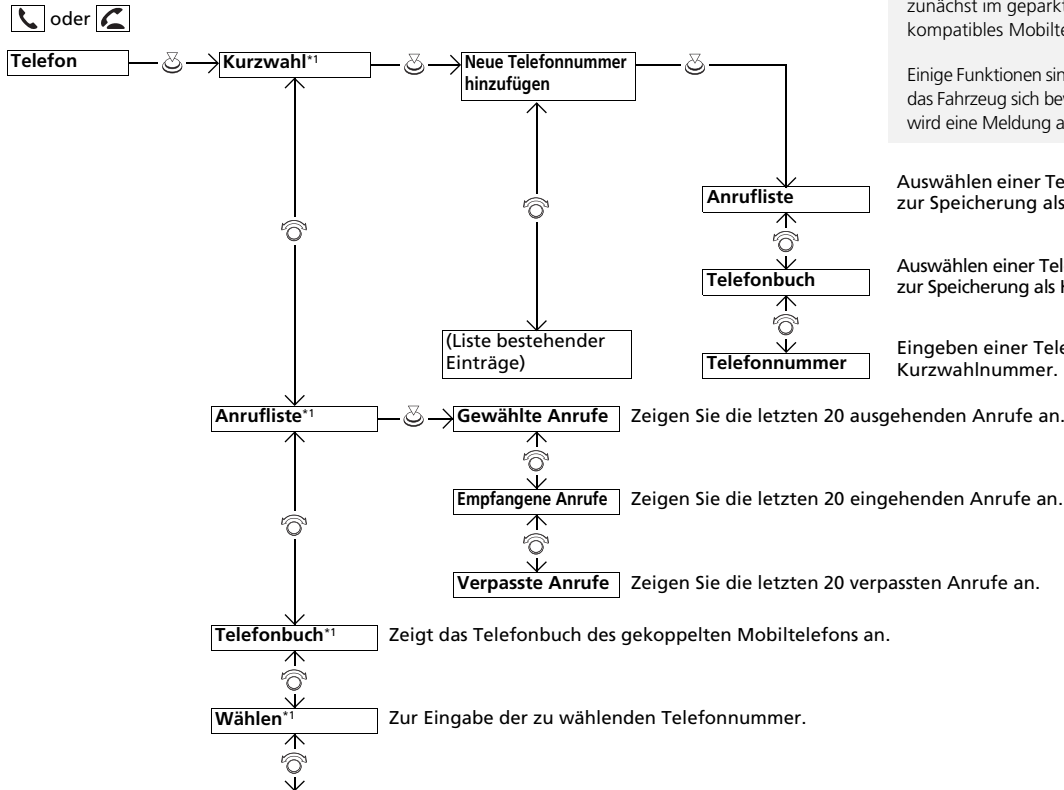 oder
zunächst im geparkt
kompatibles Mobilte
Einige Funktionen sin
das Fahrzeug sich bew
wird eine Meldung a
Telefon
Kurzwahl*1
Neue Telefonnummer
hinzufügen
Anrufliste
Auswählen einer Te
zur Speicherung als
Telefonbuch
Auswählen einer Tel
zur Speicherung als
(Liste bestehender
Einträge)
Telefonnummer
Eingeben einer Tele
Kurzwahlnummer.
Anrufliste*1
Gewählte Anrufe
Zeigen Sie die letzten 20 ausgehenden Anrufe an.
Empfangene Anrufe
Zeigen Sie die letzten 20 eingehenden Anrufe an.
Verpasste Anrufe
Zeigen Sie die letzten 20 verpassten Anrufe an.
Telefonbuch*1
Zeigt das Telefonbuch des gekoppelten Mobiltelefons an.
Wählen*1
Zur Eingabe der zu wählenden Telefonnummer.